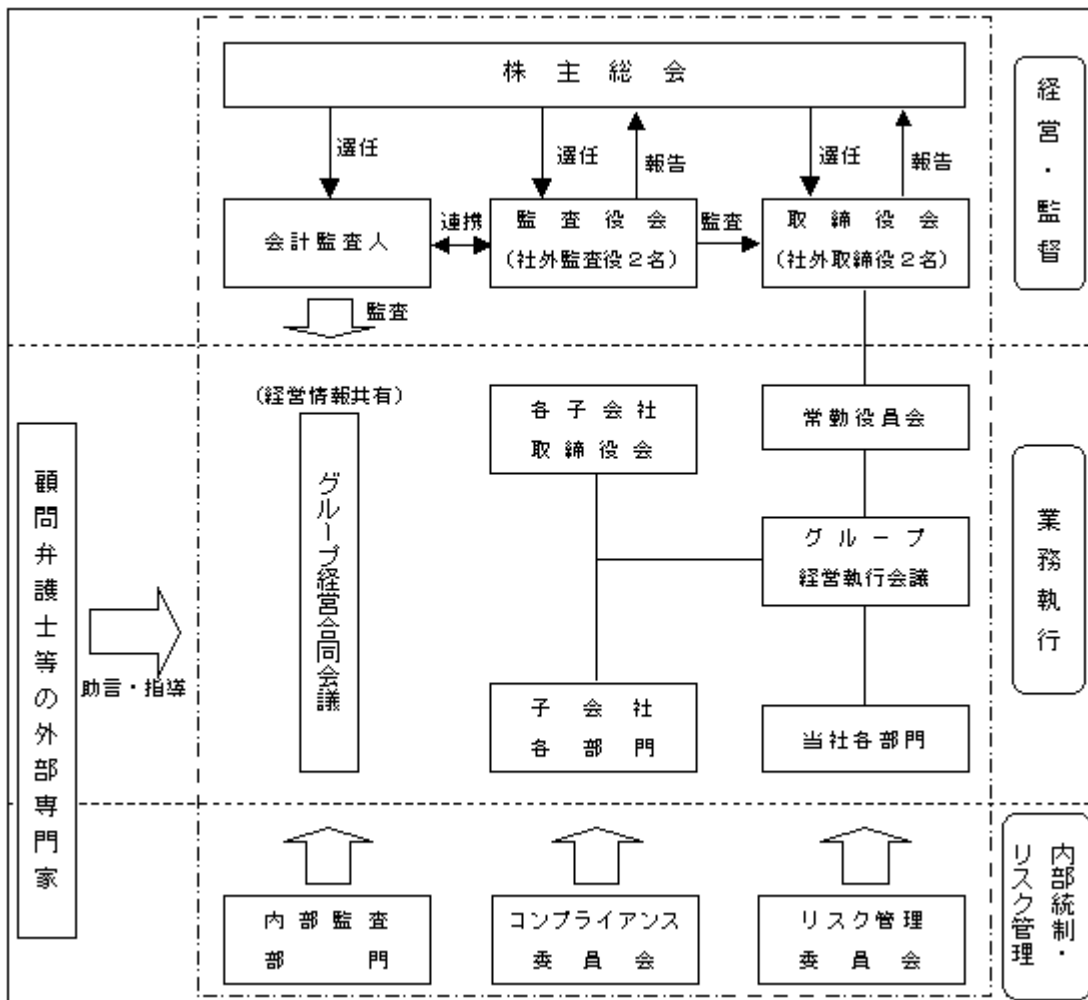 株主総会
経営・監督
選任
選任
報告
選任
報告
会計監査人
連携
監査役会
(社外監査役2名)
監査
取締役会
(社外取締役2名)
監査
(経営情報共有)
グループ経営合同会議
各子会社
取締役会
常勤役員会
グループ
経営執行会議
業務執行
顧問弁護士等の外部専門家
助言・指導
子会社
各部門
当社各部門
内部監査
部門
コンプライアンス
委員会
リスク管理
委員会
内部統制・
リスク管理